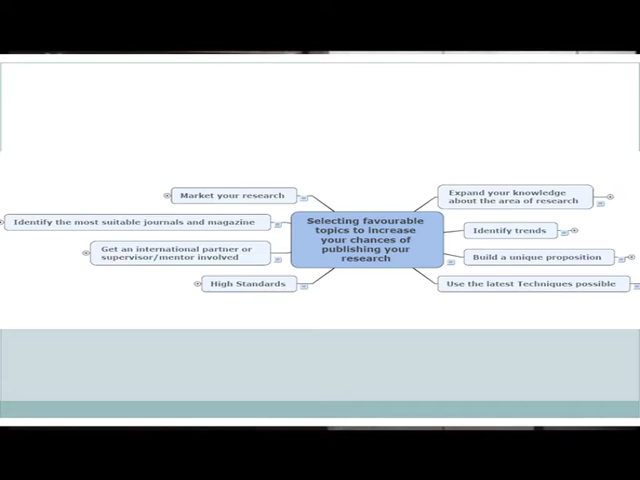 Market your research
Identify the most suitable journals and magazine
Get an international partner or
supervisor/mentor involved
High Standards
Selecting favourable
topics to increase
your chances of
publishing your
research
Expand your knowledge
about the area of research
Identify trends
Build a unique proposition
Use the latest Techniques possible